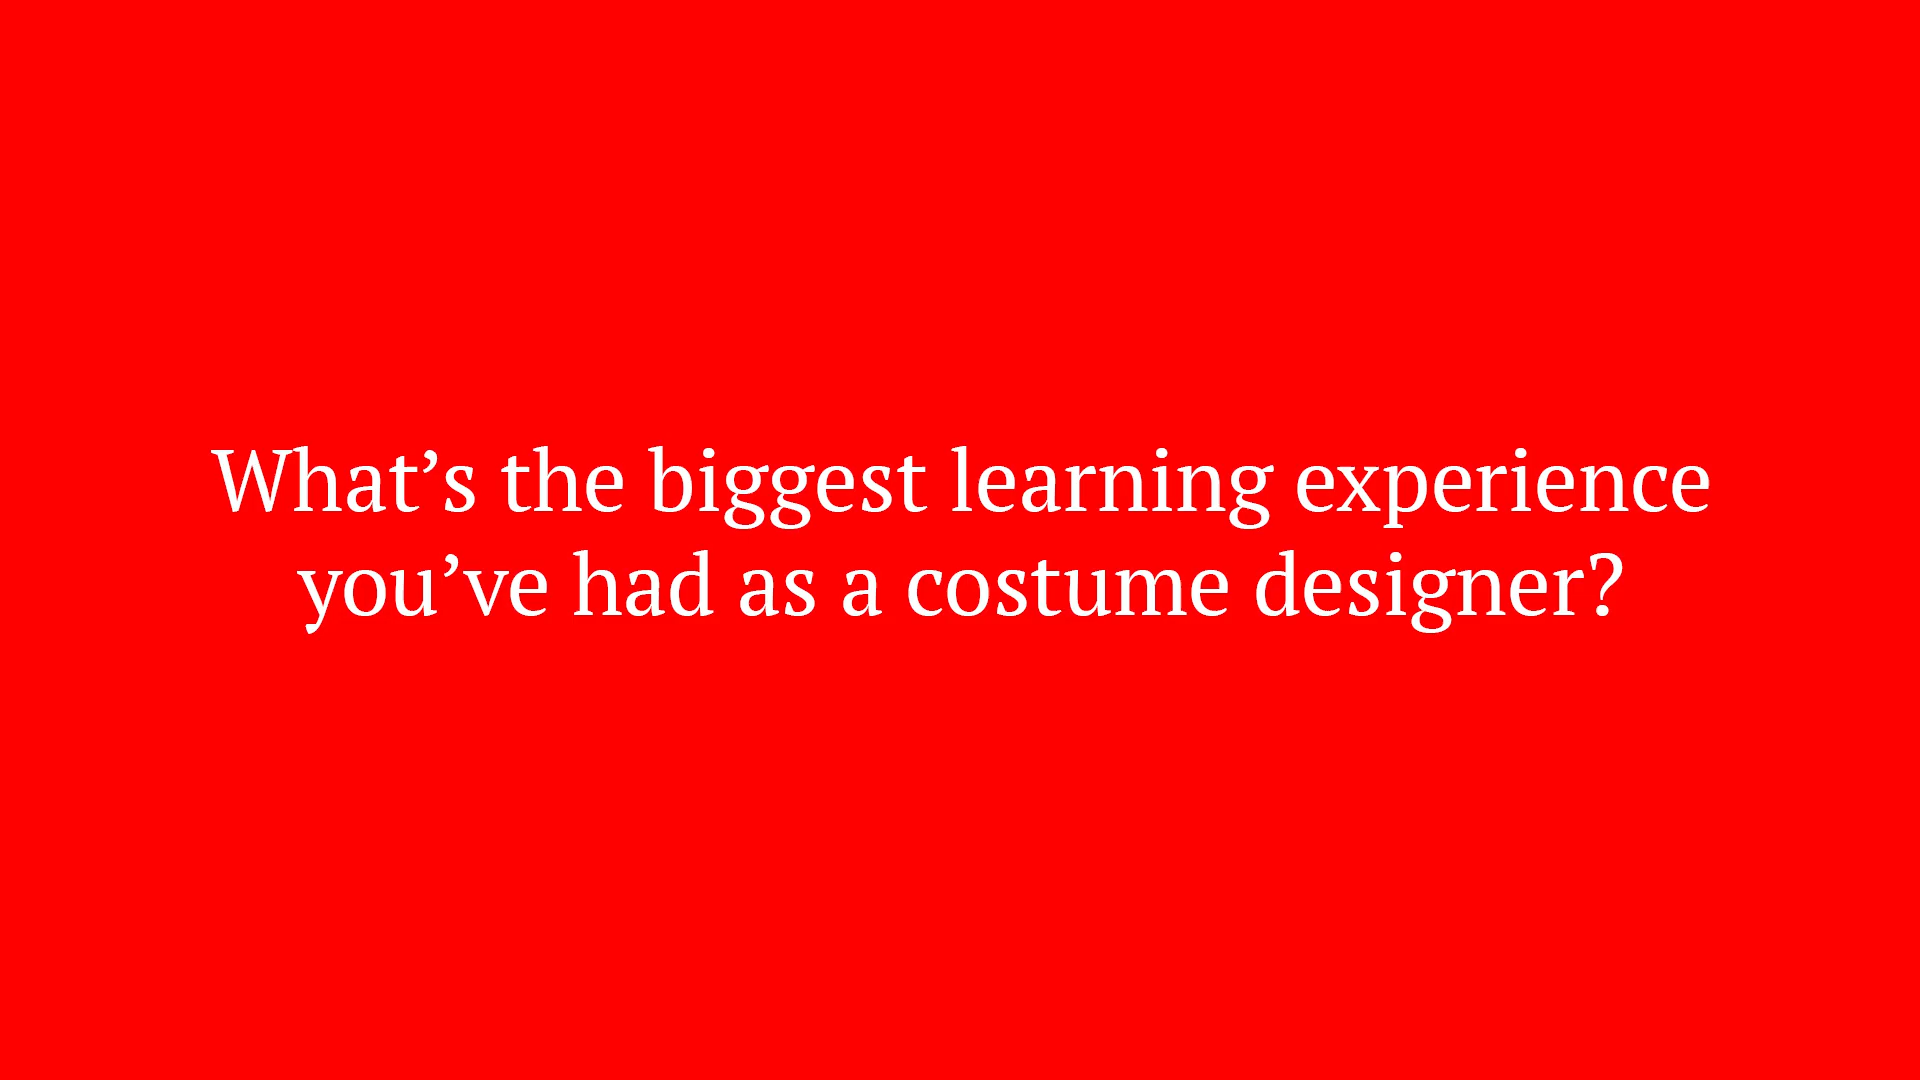 What’s the biggest learning experience
you’ve had as a costume designer?